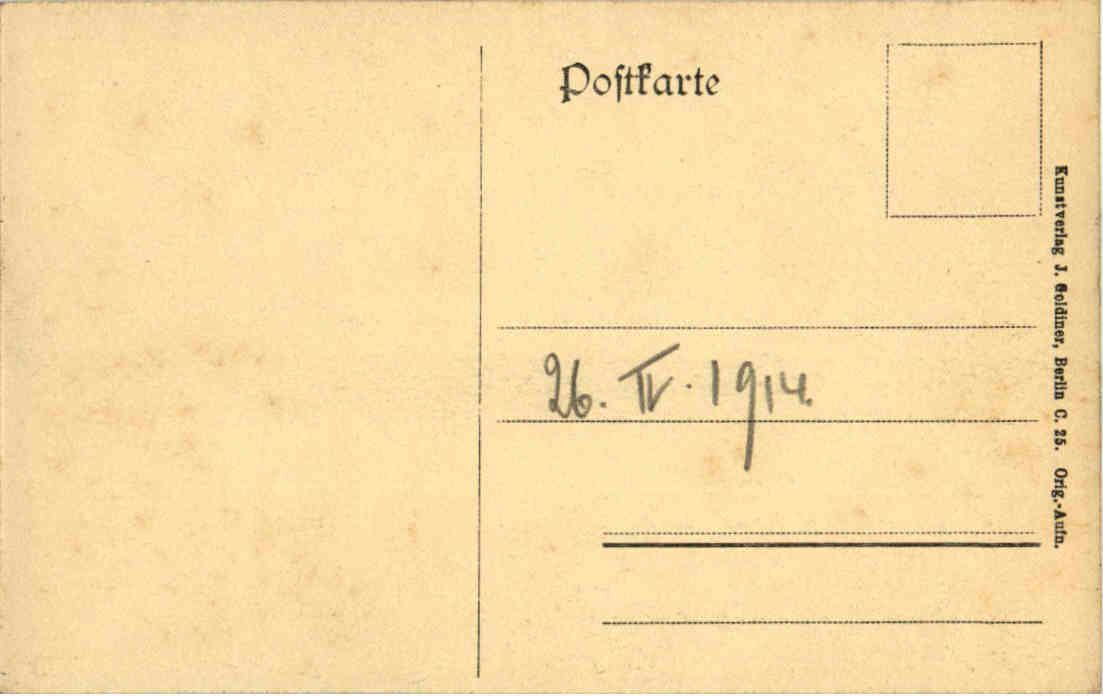 Poſtkarte
26. IV. 1914.
Kunstverlag J. Goldiner, Berlin C. 25. Orig.-Aufn.